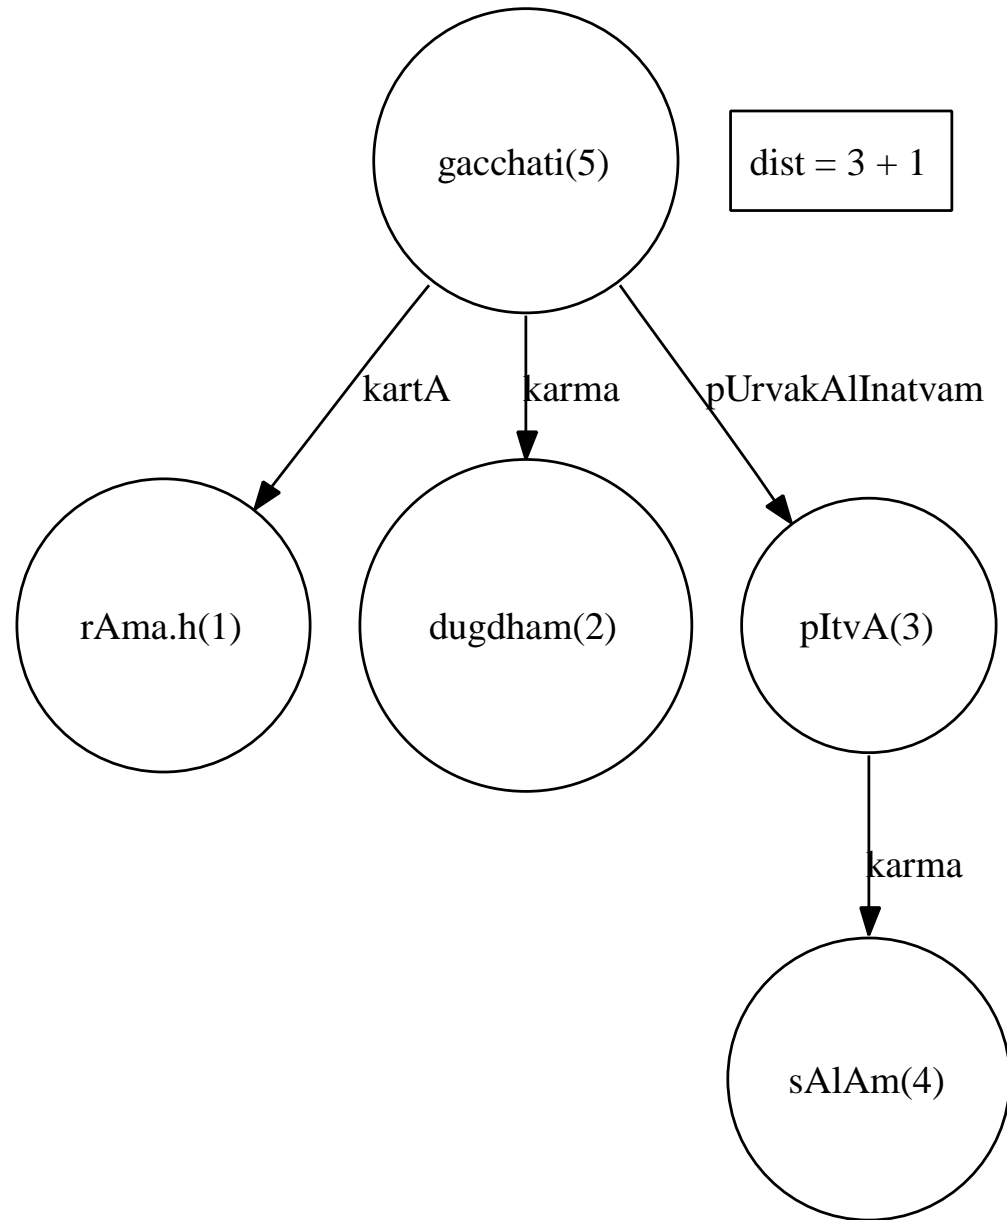 gacchati(5)
dist = 3 + 1
kartA
karma
pUrvakAlInatvam
rAma.h(1)
dugdham(2)
pItvA(3)
karma
sAlAm(4)